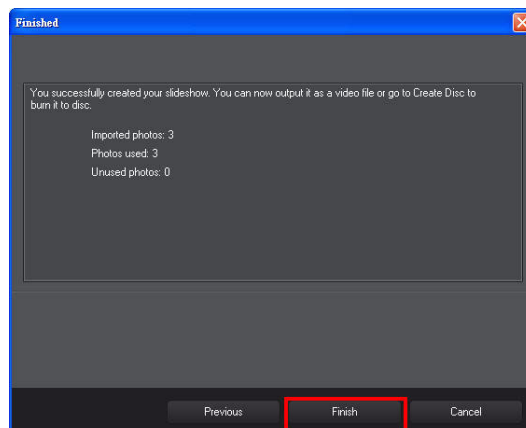 Finished
You successfully created your slideshow. You can now output it as a video file or go to Create Disc to
burn it to disc.
Imported photos: 3
Photos used: 3
Unused photos: 0
Previous
Finish
Cancel